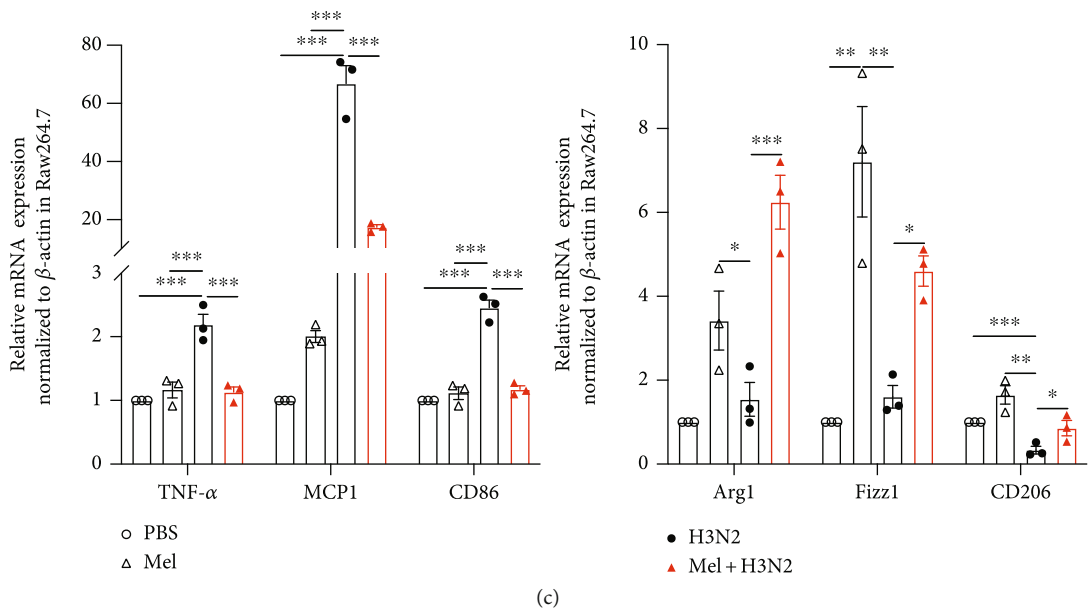 Relative mRNA expression
normalized to β-actin in Raw264.7
80
60
40
20
3
2
1
0
***
***
***
***
***
***
***
***
***
TNF-α
MCP1
CD86
PBS
Mel
Relative mRNA expression
normalized to β-actin in Raw264.7
10
8
6
4
2
0
*
***
** **
*
***
**
*
Arg1
Fizz1
CD206
H3N2
Mel + H3N2
(c)